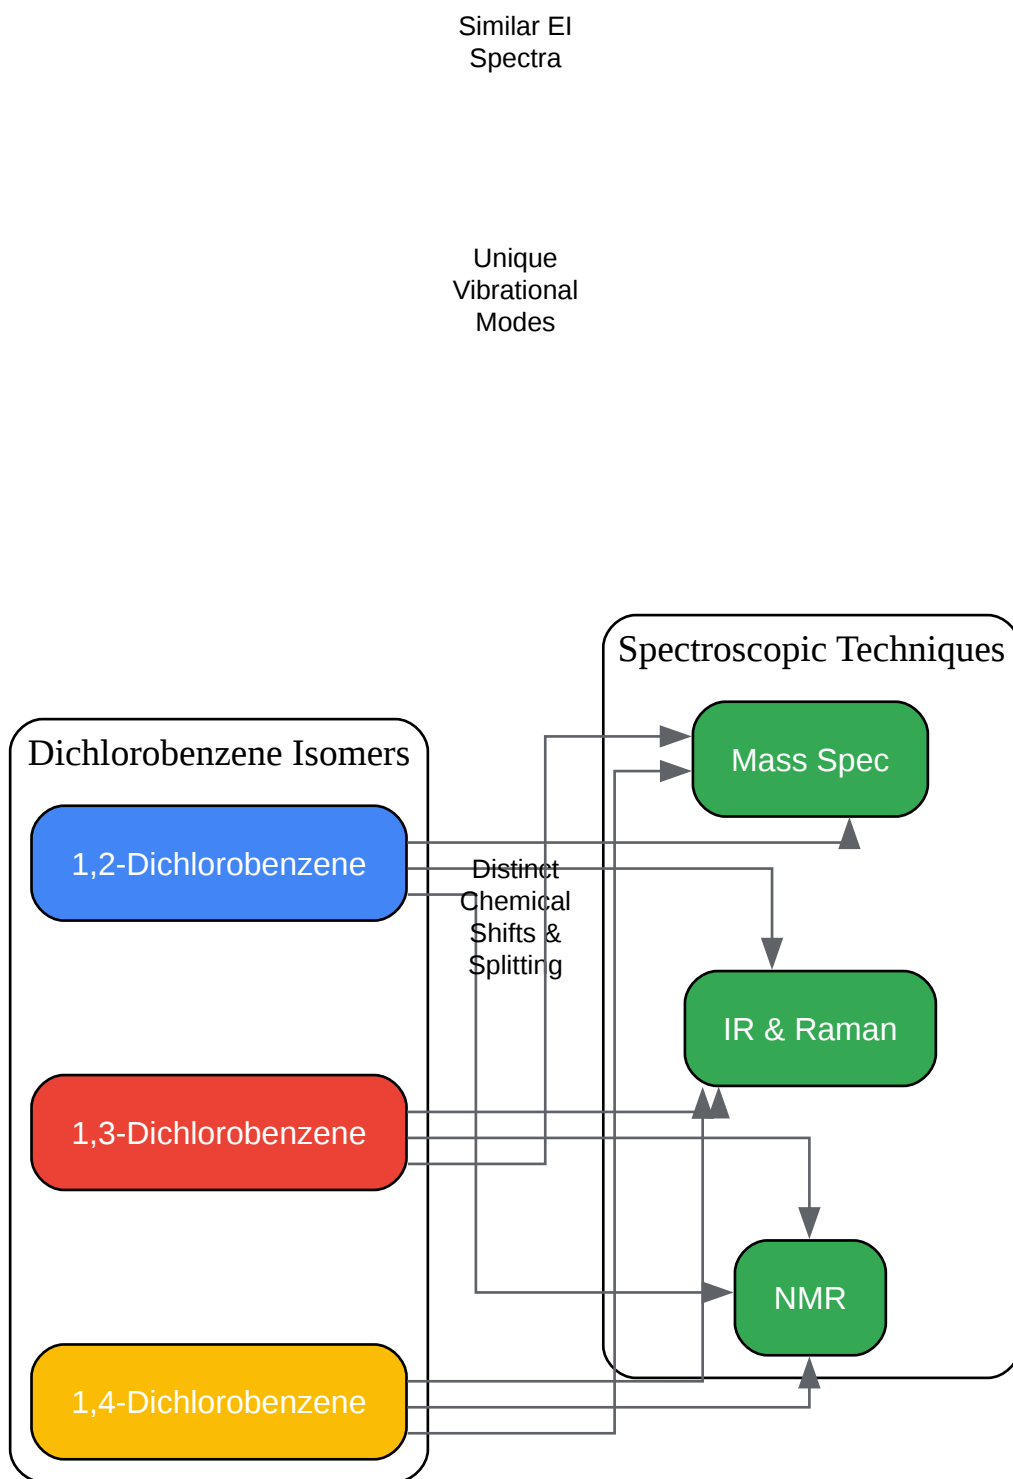 Similar EI
Spectra
Unique
Vibrational
Modes
Spectroscopic Techniques
Mass Spec
Dichlorobenzene Isomers
1,2-Dichlorobenzene
Distinct
Chemical
Shifts &
Splitting
IR & Raman
1,3-Dichlorobenzene
NMR
1,4-Dichlorobenzene